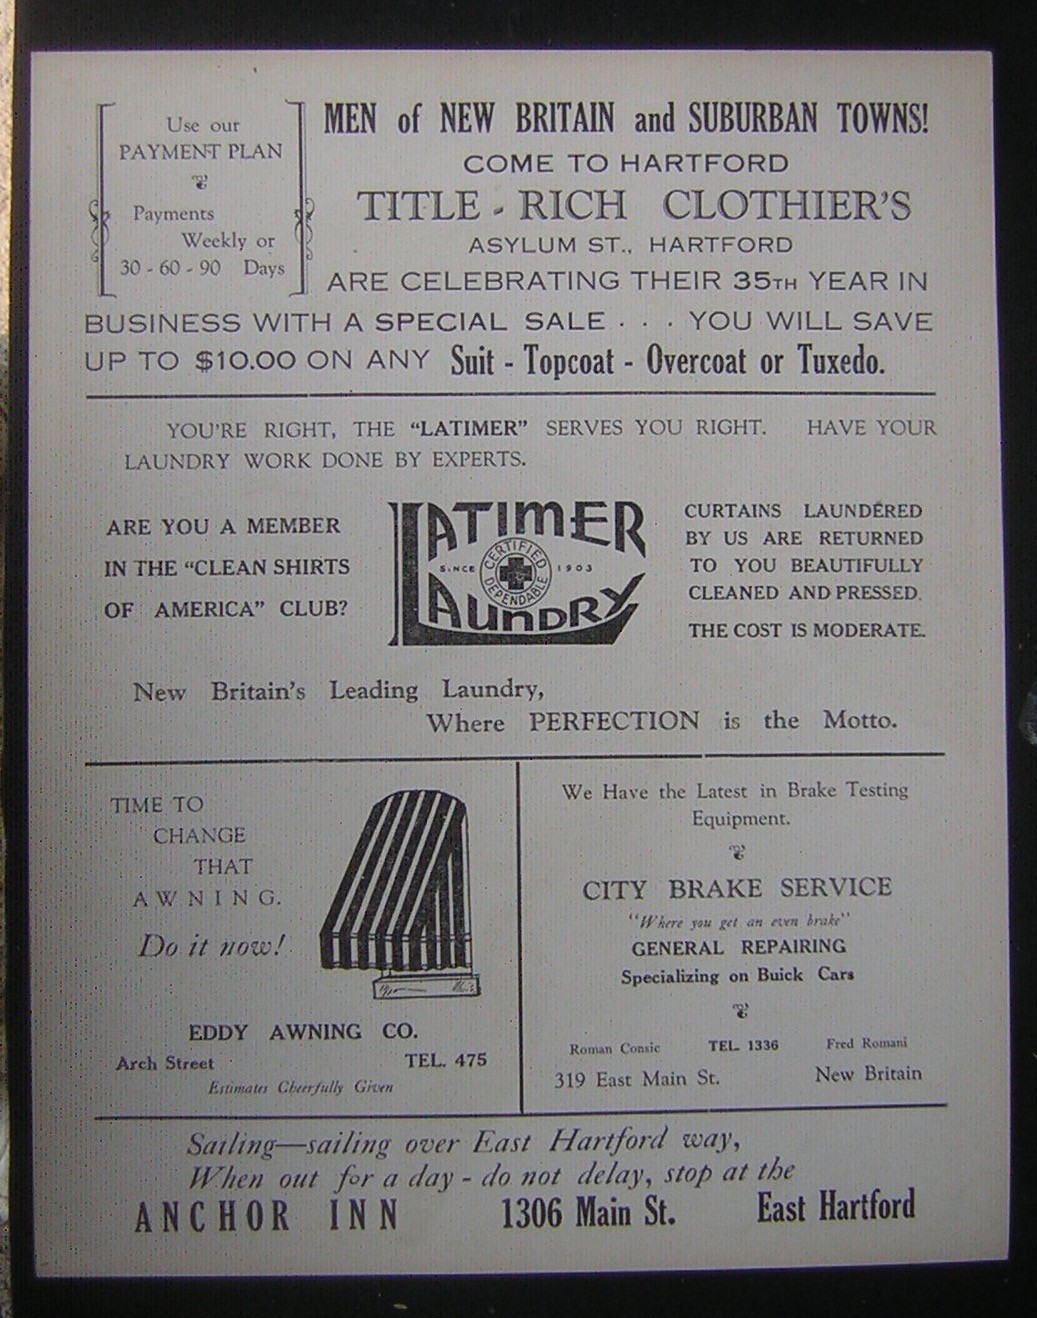 Use our
PAYMENT PLAN
Payments
Weekly or
30 - 60 - 90 Days
MEN of NEW BRITAIN and SUBURBAN TOWNS!
COME TO HARTFORD
TITLE - RICH CLOTHIER'S
ASYLUM ST., HARTFORD
ARE CELEBRATING THEIR 35TH YEAR IN
BUSINESS WITH A SPECIAL SALE . . . YOU WILL SAVE
UP TO $10.00 ON ANY Suit - Topcoat - Overcoat or Tuxedo.
YOU'RE RIGHT, THE "LATIMER" SERVES YOU RIGHT. HAVE YOUR
LAUNDRY WORK DONE BY EXPERTS.
ARE YOU A MEMBER
IN THE "CLEAN SHIRTS
OF AMERICA" CLUB?
LATIMER
SINCE 1903
CERTIFIED
DEPENDABLE
LAUNDRY
CURTAINS LAUNDERED
BY US ARE RETURNED
TO YOU BEAUTIFULLY
CLEANED AND PRESSED.
THE COST IS MODERATE.
New Britain's Leading Laundry,
Where PERFECTION is the Motto.
TIME TO
CHANGE
THAT
AWNING.
Do it now!
EDDY AWNING CO.
Arch Street TEL. 475
Estimates Cheerfully Given
We Have the Latest in Brake Testing
Equipment.
CITY BRAKE SERVICE
"Where you get an even brake"
GENERAL REPAIRING
Specializing on Buick Cars
Roman Consic TEL. 1336 Fred Romani
319 East Main St. New Britain
Sailing—sailing over East Hartford way,
When out for a day - do not delay, stop at the
ANCHOR INN 1306 Main St. East Hartford